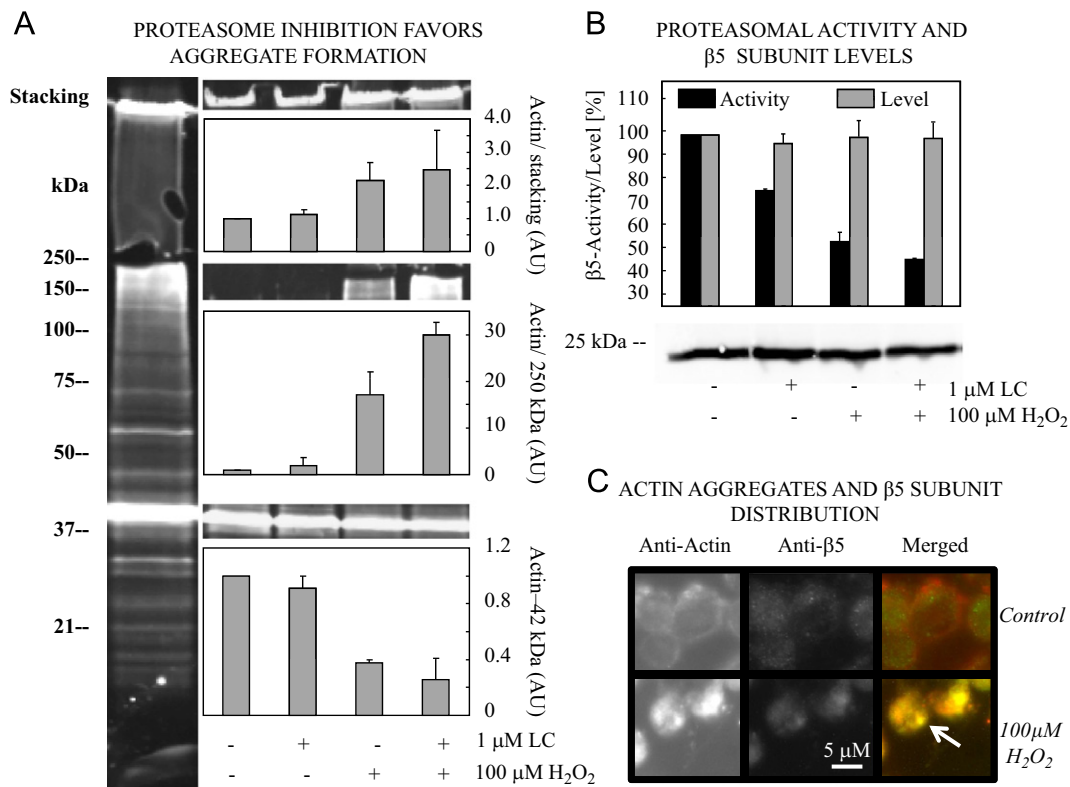 A
PROTEASOME INHIBITION FAVORS
AGGREGATE FORMATION
Stacking
kDa
250--
150--
100--
75--
50--
37--
21--
4.0
3.0
2.0
1.0
0
Actin/ stacking (AU)
30
20
10
0
Actin/ 250 kDa (AU)
1.2
0.8
0.4
0
Actin–42 kDa (AU)
- + - + 1 µM LC
- - + + 100 µM H₂O₂
B
PROTEASOMAL ACTIVITY AND
β5 SUBUNIT LEVELS
β5-Activity/Level [%]
110
100
90
80
70
60
50
40
30
Activity
Level
25 kDa --
- + - + 1 µM LC
- - + + 100 µM H₂O₂
C
ACTIN AGGREGATES AND β5 SUBUNIT
DISTRIBUTION
Anti-Actin Anti-β5 Merged
Control
5 µM
100µM
H₂O₂